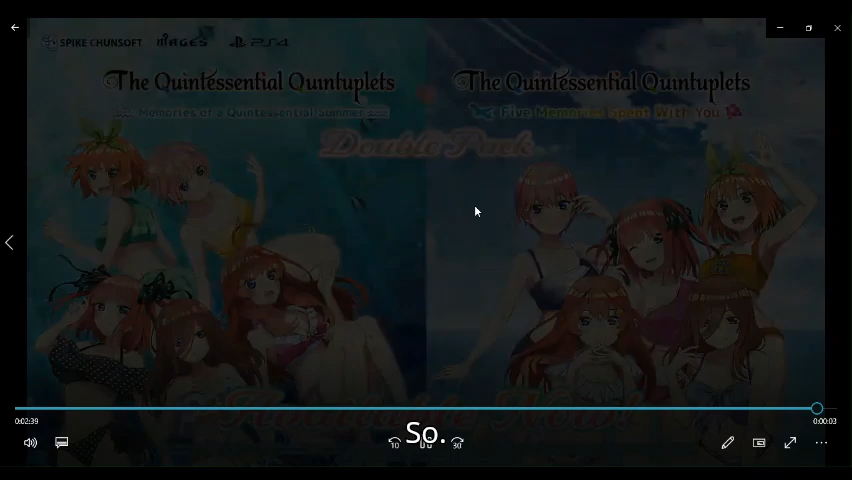 SPIKE CHUNSOFT MAGES PS4
The Quintessential Quintuplets
Memories of a Quintessential Summer
The Quintessential Quintuplets
Five Memories Spent With You
Double Pack
So.
0:02:39
0:00:03
10
30